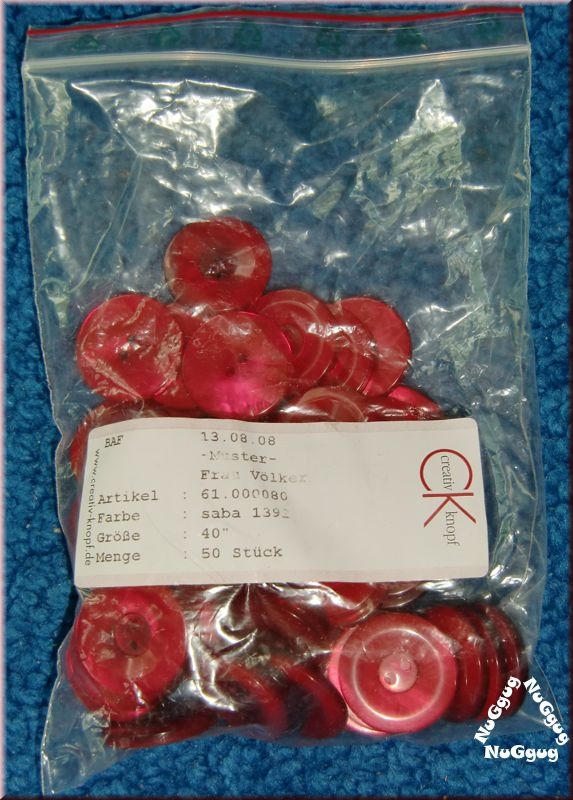 BAF 13.08.08
-Muster-
Frau Völker
Artikel : 61.000080
Farbe : saba 1392
Größe : 40"
Menge : 50 Stück
www.creativ-knopf.de
CK
creativ
knopf
NuGgug
NuGgug
NuGgug